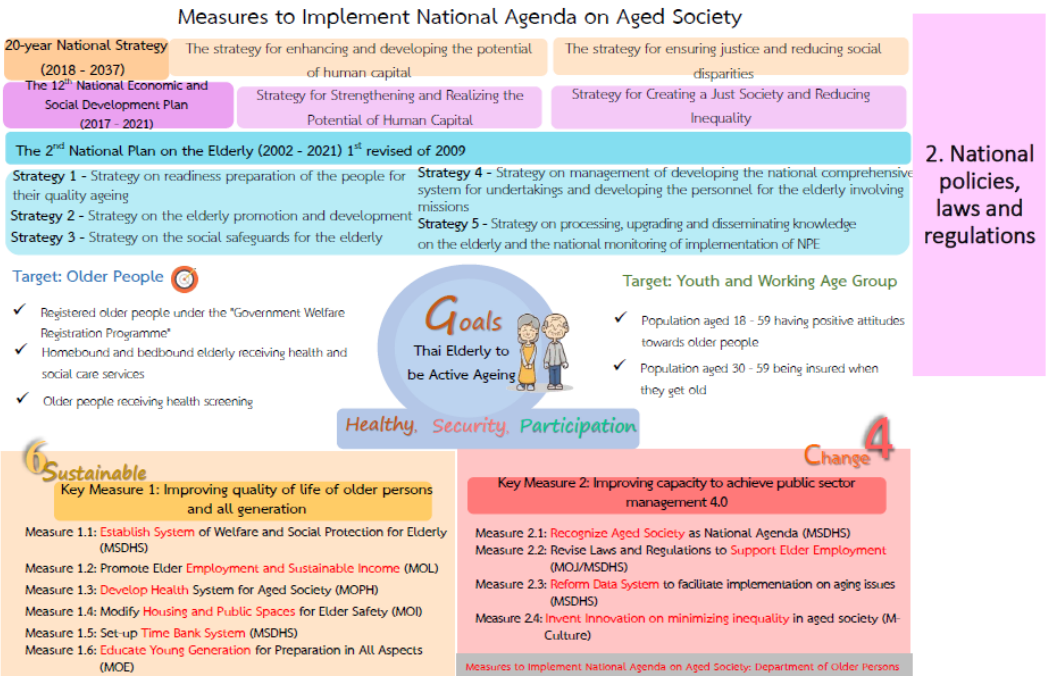 Measures to Implement National Agenda on Aged Society
20-year National Strategy
(2018 - 2037)
The strategy for enhancing and developing the potential
of human capital
The strategy for ensuring justice and reducing social
disparities
The 12th National Economic and
Social Development Plan
(2017 - 2021)
Strategy for Strengthening and Realizing the
Potential of Human Capital
Strategy for Creating a Just Society and Reducing
Inequality
The 2nd National Plan on the Elderly (2002 - 2021) 1st revised of 2009
Strategy 1 - Strategy on readiness preparation of the people for
their quality ageing
Strategy 2 - Strategy on the elderly promotion and development
Strategy 3 - Strategy on the social safeguards for the elderly
Strategy 4 - Strategy on management of developing the national comprehensive
system for undertakings and developing the personnel for the elderly involving
missions
Strategy 5 - Strategy on processing, upgrading and disseminating knowledge
on the elderly and the national monitoring of implementation of NPE
2. National
policies,
laws and
regulations
Target: Older People
✓ Registered older people under the "Government Welfare
Registration Programme"
✓ Homebound and bedbound elderly receiving health and
social care services
✓ Older people receiving health screening
Goals
Thai Elderly to
be Active Ageing
Healthy, Security, Participation
Target: Youth and Working Age Group
✓ Population aged 18 - 59 having positive attitudes
towards older people
✓ Population aged 30 - 59 being insured when
they get old
6 Sustainable
Key Measure 1: Improving quality of life of older persons
and all generation
Measure 1.1: Establish System of Welfare and Social Protection for Elderly
(MSDHS)
Measure 1.2: Promote Elder Employment and Sustainable Income (MOL)
Measure 1.3: Develop Health System for Aged Society (MOPH)
Measure 1.4: Modify Housing and Public Spaces for Elder Safety (MOI)
Measure 1.5: Set-up Time Bank System (MSDHS)
Measure 1.6: Educate Young Generation for Preparation in All Aspects
(MOE)
Change 4
Key Measure 2: Improving capacity to achieve public sector
management 4.0
Measure 2.1: Recognize Aged Society as National Agenda (MSDHS)
Measure 2.2: Revise Laws and Regulations to Support Elder Employment
(MOJ/MSDHS)
Measure 2.3: Reform Data System to facilitate implementation on aging issues
(MSDHS)
Measure 2.4: Invent Innovation on minimizing inequality in aged society (M-
Culture)
Measures to Implement National Agenda on Aged Society: Department of Older Persons